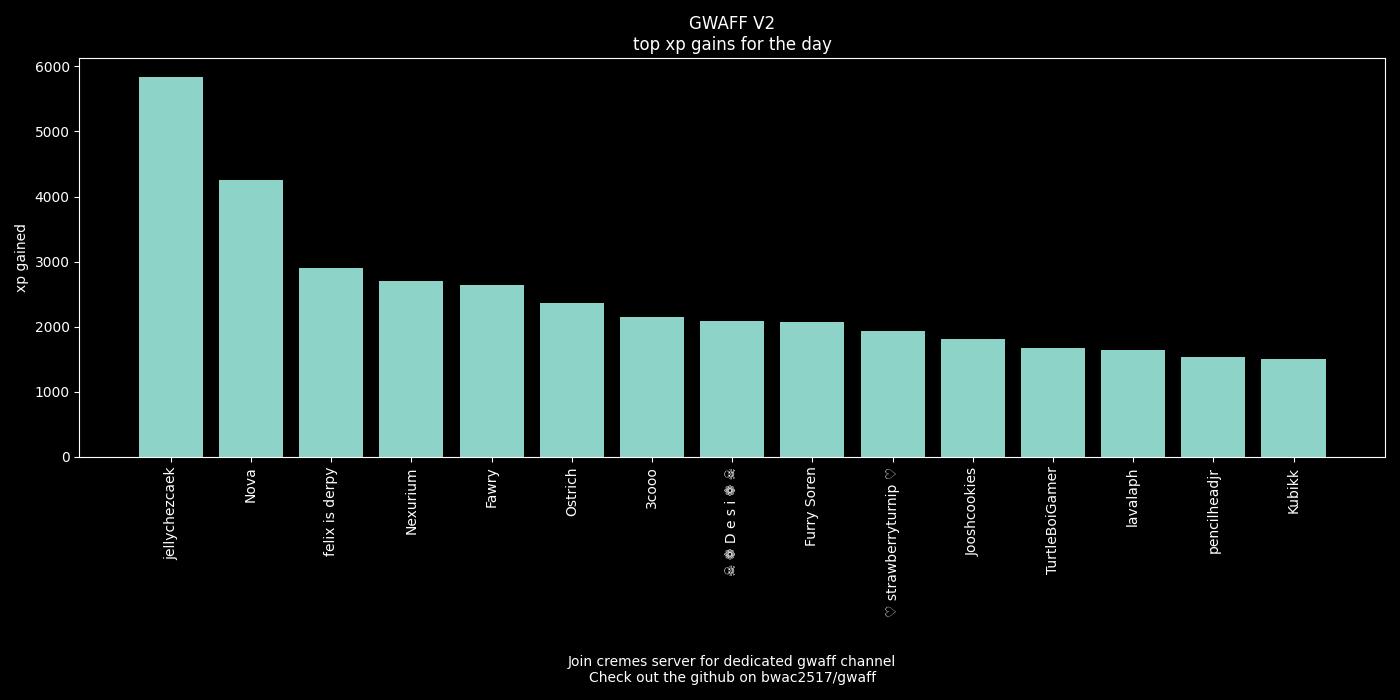 GWAFF V2
top xp gains for the day
xp gained
6000
5000
4000
3000
2000
1000
0
jellychezcaek
Nova
felix is derpy
Nexurium
Fawry
Ostrich
3cooo
D e s i
Furry Soren
♡ strawberryturnip ♡
Jooshcookies
TurtleBoiGamer
lavalaph
pencilheadjr
Kubikk
Join cremes server for dedicated gwaff channel
Check out the github on bwac2517/gwaff